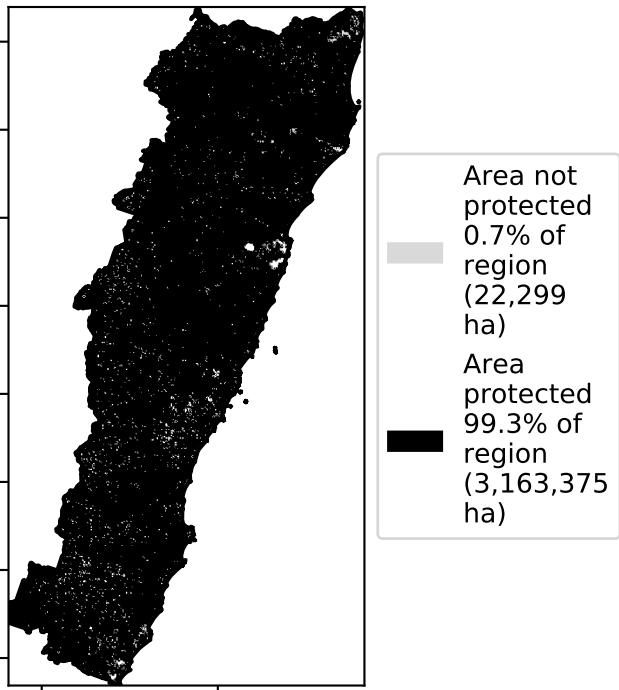 Area not
protected
0.7% of
region
(22,299
ha)
Area
protected
99.3% of
region
(3,163,375
ha)